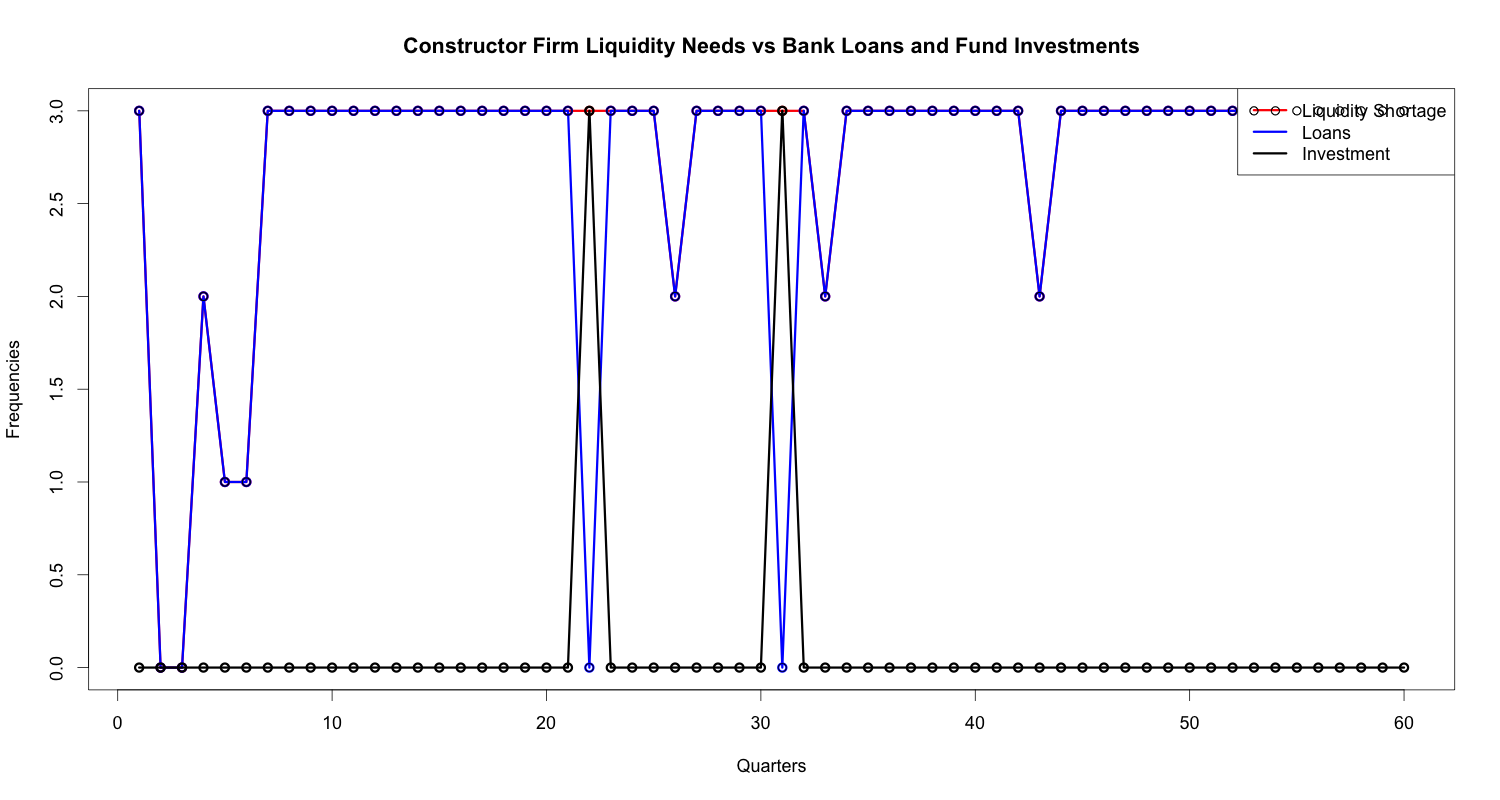 Constructor Firm Liquidity Needs vs Bank Loans and Fund Investments
Frequencies
3.0
2.5
2.0
1.5
1.0
0.5
0.0
Liquidity Shortage
Loans
Investment
0 10 20 30 40 50 60
Quarters